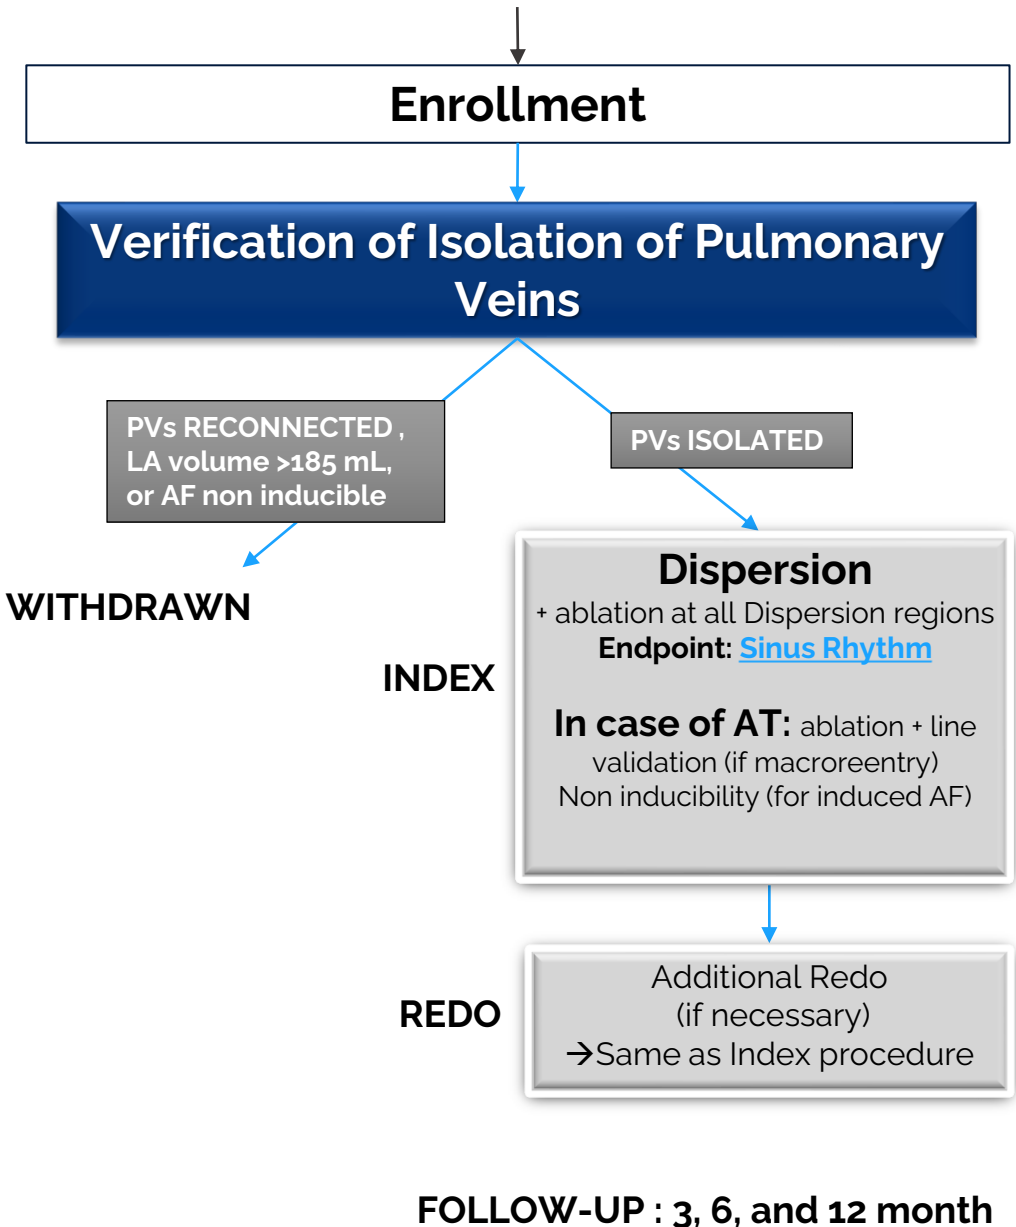 Enrollment
Verification of Isolation of Pulmonary
Veins
PVs RECONNECTED ,
LA volume >185 mL,
or AF non inducible
PVs ISOLATED
WITHDRAWN
INDEX
Dispersion
+ ablation at all Dispersion regions
Endpoint: Sinus Rhythm
In case of AT: ablation + line
validation (if macroreentry)
Non inducibility (for induced AF)
REDO
Additional Redo
(if necessary)
→Same as Index procedure
FOLLOW-UP : 3, 6, and 12 month